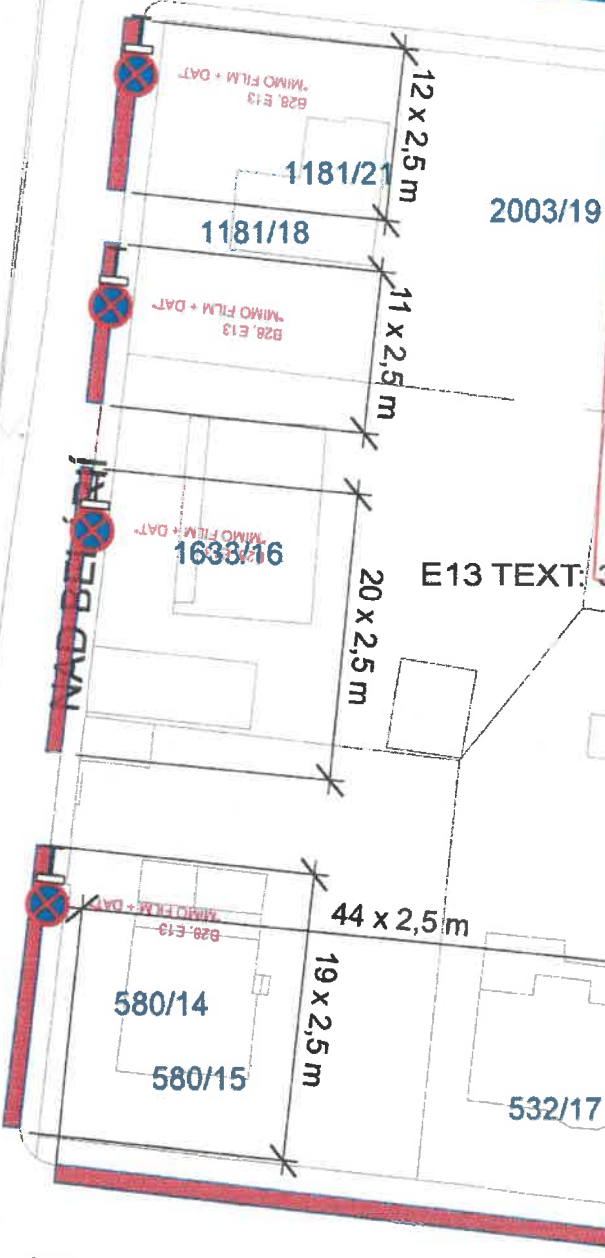 "MIMO FILM + DAT"
B28, E13
12 x 2,5 m
1181/21
2003/19
1181/18
"MIMO FILM + DAT"
B28, E13
11 x 2,5 m
"MIMO FILM + DAT"
1633/16
E13 TEXT:
20 x 2,5 m
"MIMO FILM + DAT"
B28, E13
44 x 2,5 m
19 x 2,5 m
580/14
580/15
532/17